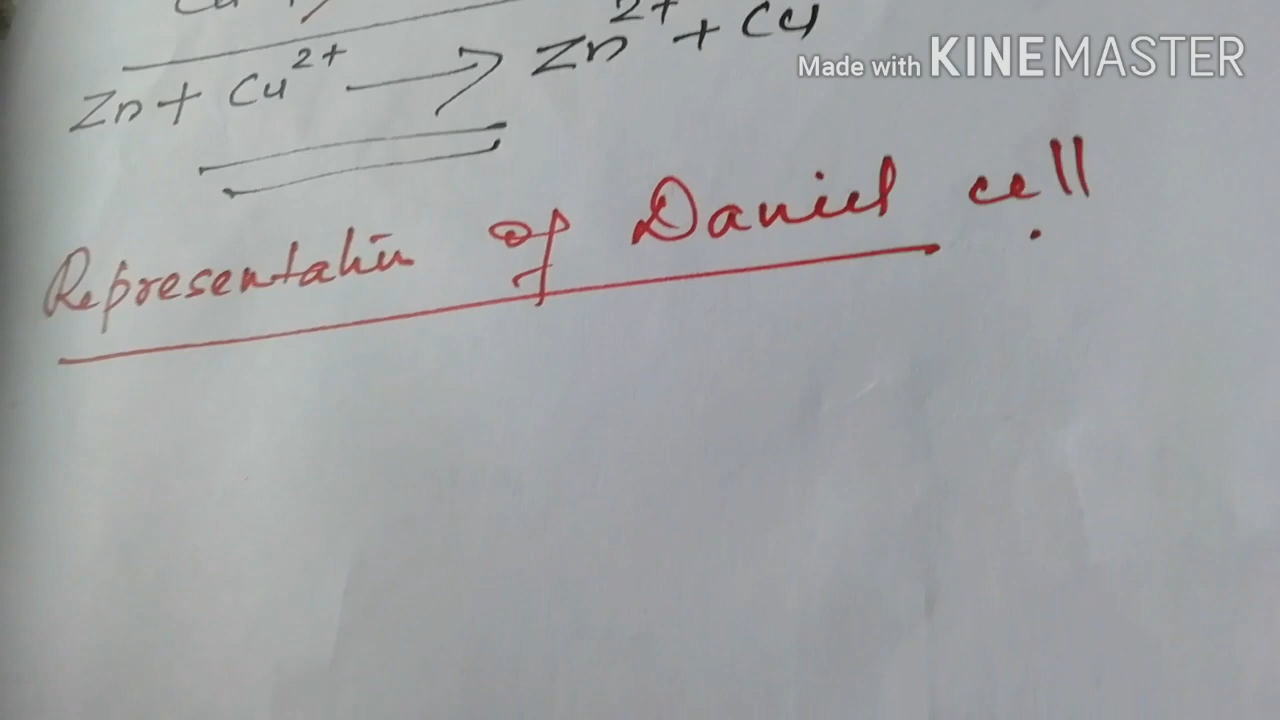 Zn + Cu²⁺ → Zn²⁺ + Cu
Made with KINEMASTER
Representation of Daniel cell